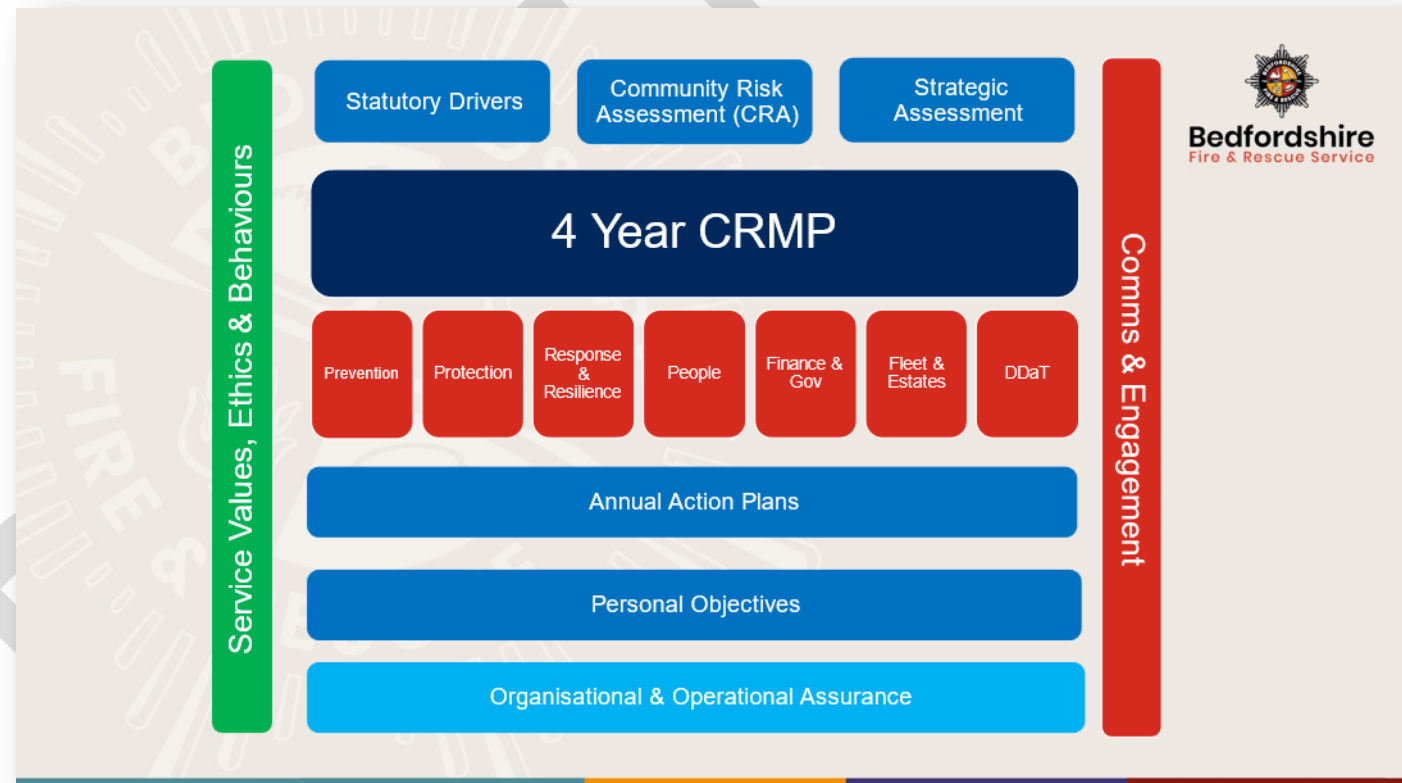 Service Values, Ethics & Behaviours
Statutory Drivers
Community Risk
Assessment (CRA)
Strategic
Assessment
4 Year CRMP
Prevention
Protection
Response
&
Resilience
People
Finance &
Gov
Fleet &
Estates
DDaT
Annual Action Plans
Personal Objectives
Organisational & Operational Assurance
Comms & Engagement
Bedfordshire
Fire & Rescue Service
FIRE &